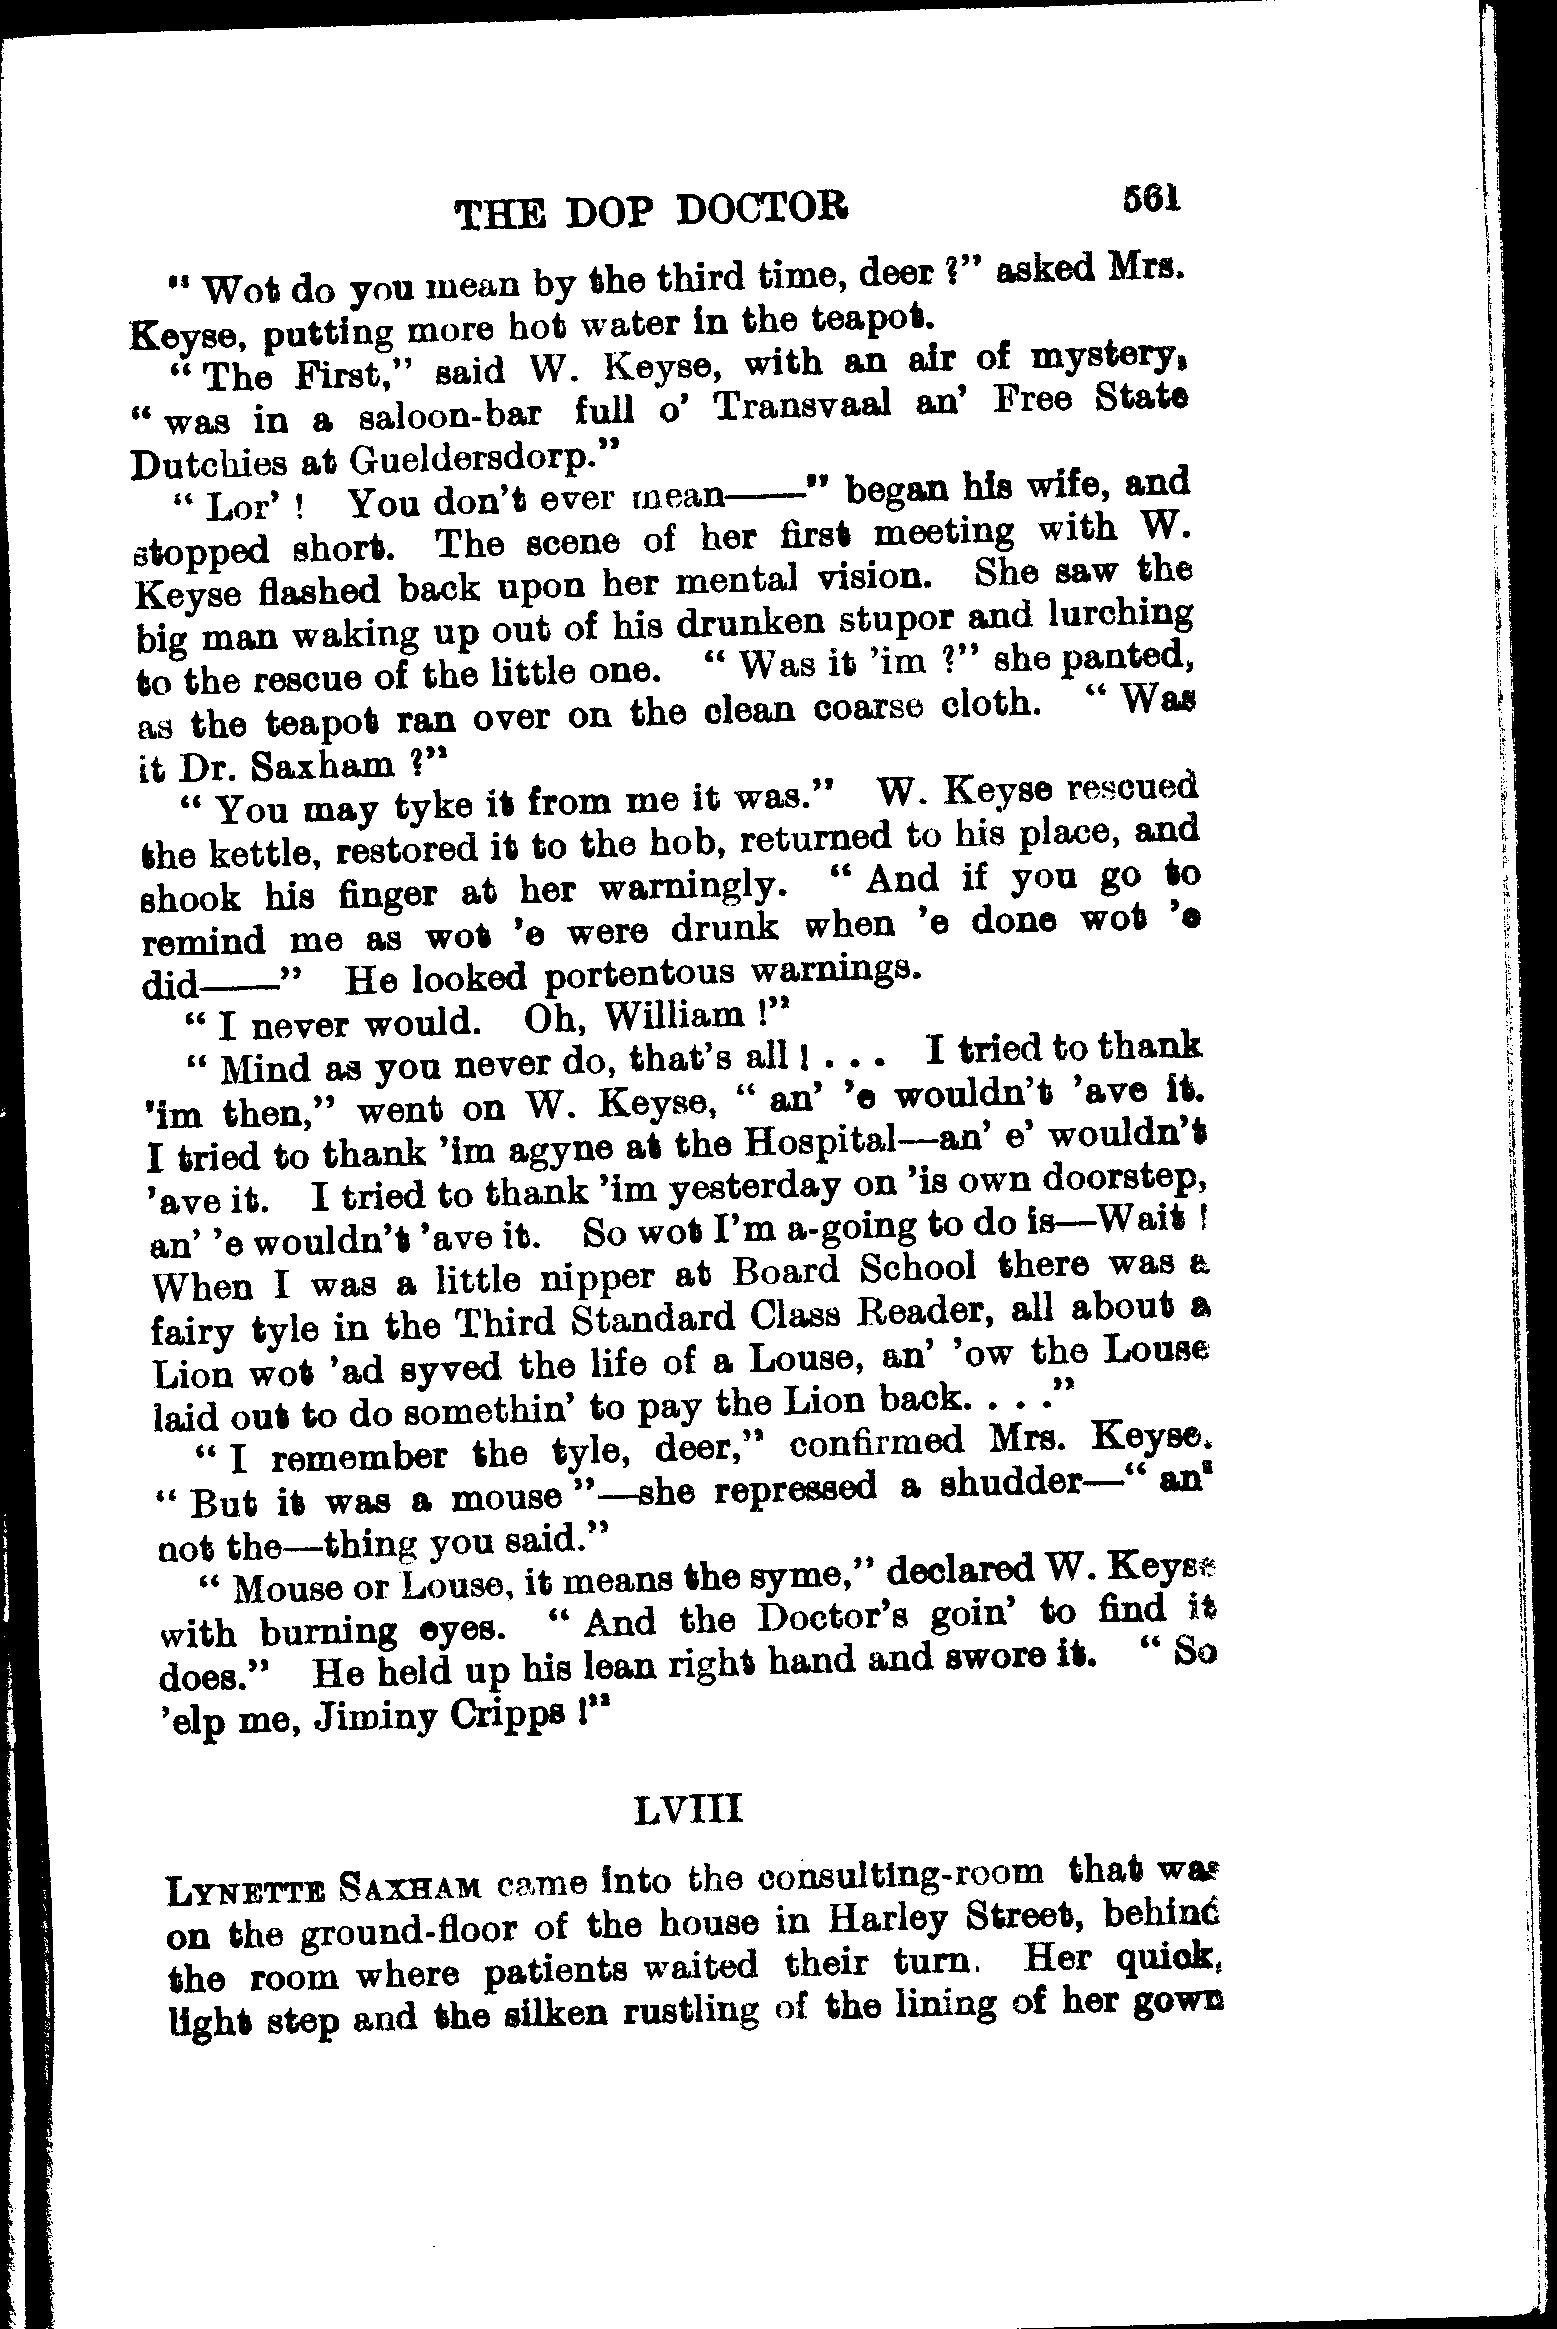 THE DOP DOCTOR 561
" Wot do you mean by the third time, deer ?" asked Mrs.
Keyse, putting more hot water in the teapot.
" The First," said W. Keyse, with an air of mystery,
" was in a saloon-bar full o' Transvaal an' Free State
Dutchies at Gueldersdorp."
" Lor' ! You don't ever mean——" began his wife, and
stopped short. The scene of her first meeting with W.
Keyse flashed back upon her mental vision. She saw the
big man waking up out of his drunken stupor and lurching
to the rescue of the little one. " Was it 'im ?" she panted,
as the teapot ran over on the clean coarse cloth. " Was
it Dr. Saxham ?"
" You may tyke it from me it was." W. Keyse rescued
the kettle, restored it to the hob, returned to his place, and
shook his finger at her warningly. " And if you go to
remind me as wot 'e were drunk when 'e done wot 'e
did——" He looked portentous warnings.
" I never would. Oh, William !"
" Mind as you never do, that's all ! . . . I tried to thank
'im then," went on W. Keyse, " an' 'e wouldn't 'ave it.
I tried to thank 'im agyne at the Hospital—an' e' wouldn't
'ave it. I tried to thank 'im yesterday on 'is own doorstep,
an' 'e wouldn't 'ave it. So wot I'm a-going to do is—Wait !
When I was a little nipper at Board School there was a
fairy tyle in the Third Standard Class Reader, all about a
Lion wot 'ad syved the life of a Louse, an' 'ow the Louse
laid out to do somethin' to pay the Lion back. . . ."
" I remember the tyle, deer," confirmed Mrs. Keyse.
" But it was a mouse "—she repressed a shudder—" an'
not the—thing you said."
" Mouse or Louse, it means the syme," declared W. Keyse
with burning eyes. " And the Doctor's goin' to find it
does." He held up his lean right hand and swore it. " So
'elp me, Jiminy Cripps !"
LVIII
LYNETTE SAXHAM came into the consulting-room that was
on the ground-floor of the house in Harley Street, behind
the room where patients waited their turn. Her quick,
light step and the silken rustling of the lining of her gown